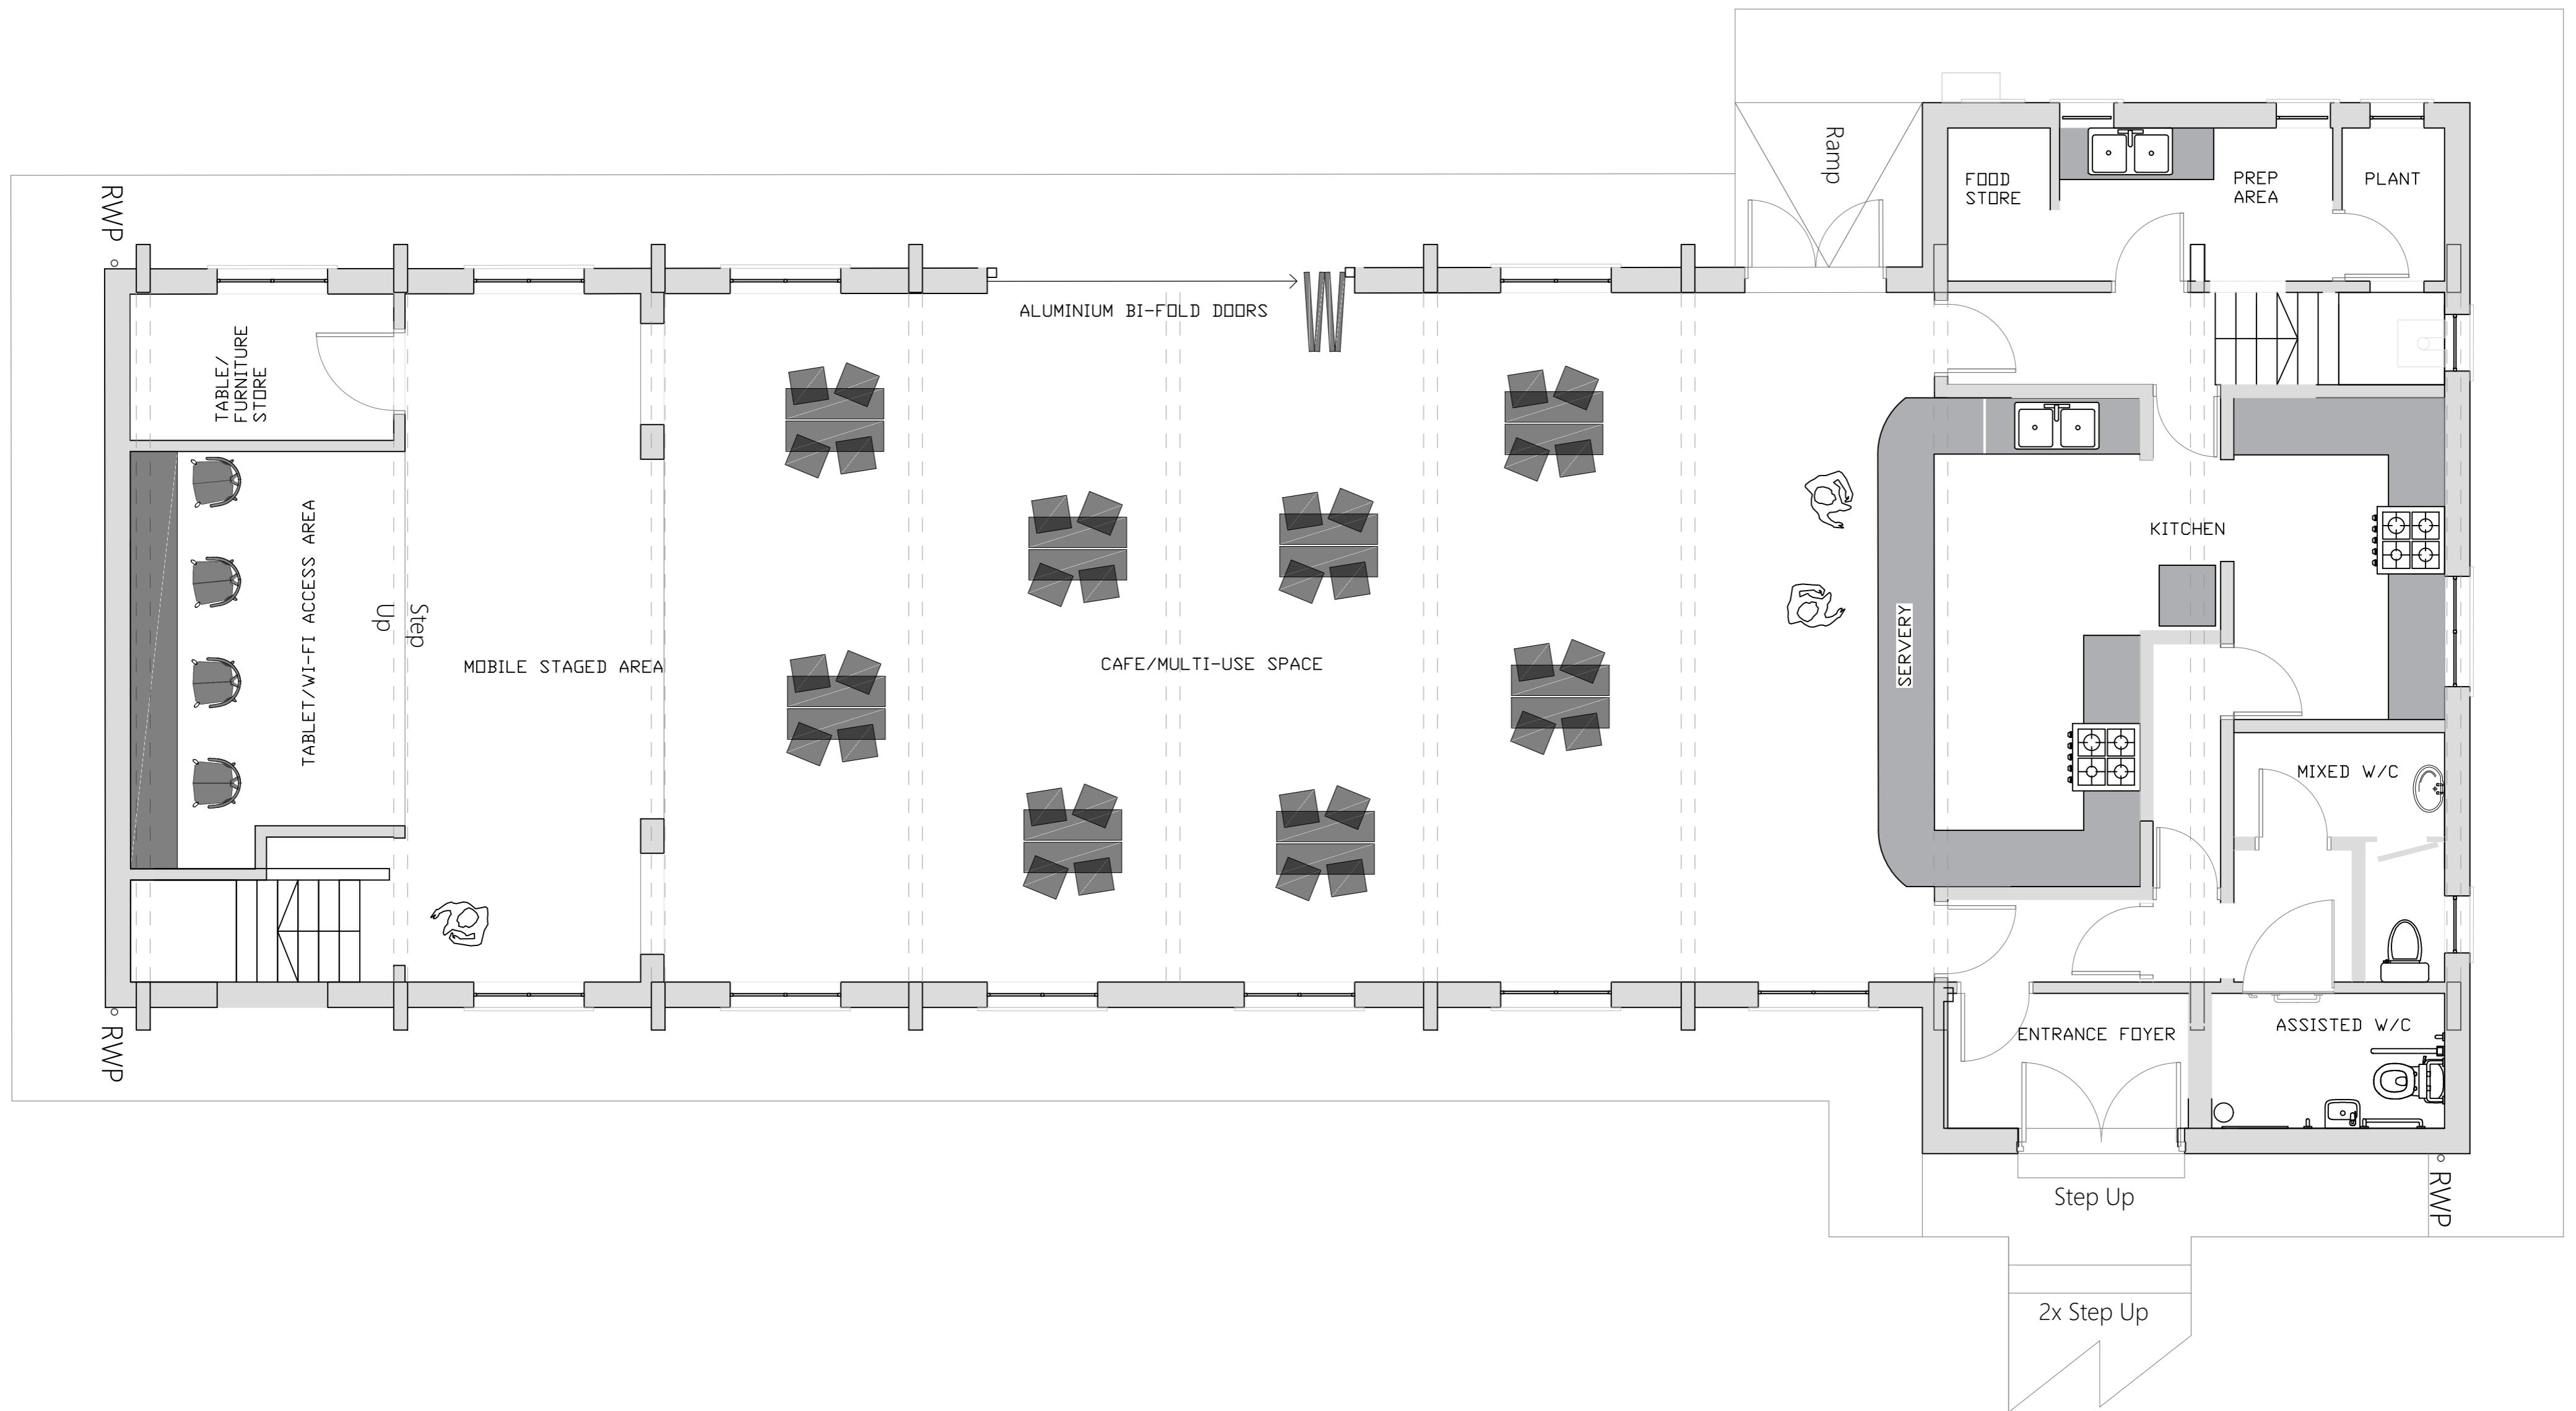 RWP
Ramp
FOOD
STORE
PREP
AREA
PLANT
ALUMINIUM BI-FOLD DOORS
TABLE/
FURNITURE
STORE
TABLET/WI-FI ACCESS AREA
Step
Up
MOBILE STAGED AREA
CAFE/MULTI-USE SPACE
SERVERY
KITCHEN
MIXED W/C
RWP
ENTRANCE FOYER
ASSISTED W/C
Step Up
RWP
2x Step Up